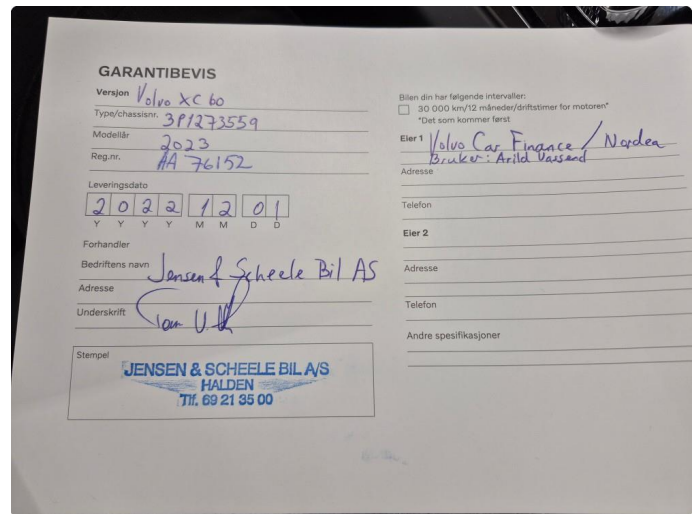 GARANTIBEVIS
Versjon Volvo XC 60
Type/chassisnr. 3P1273559
Modellår 2023
Reg.nr. AA 76152
Leveringsdato
2 0 2 2 1 2 0 1
Y Y Y Y M M D D
Forhandler
Bedriftens navn Jensen & Scheele Bil AS
Adresse
Underskrift Tom
Stempel
JENSEN & SCHEELE BIL A/S
HALDEN
Tlf. 69 21 35 00
Bilen din har følgende intervaller:
30 000 km/12 måneder/driftstimer for motoren*
*Det som kommer først
Eier 1 Volvo Car Finance / Nordea
Bruker: Arild Vassend
Adresse
Telefon
Eier 2
Adresse
Telefon
Andre spesifikasjoner